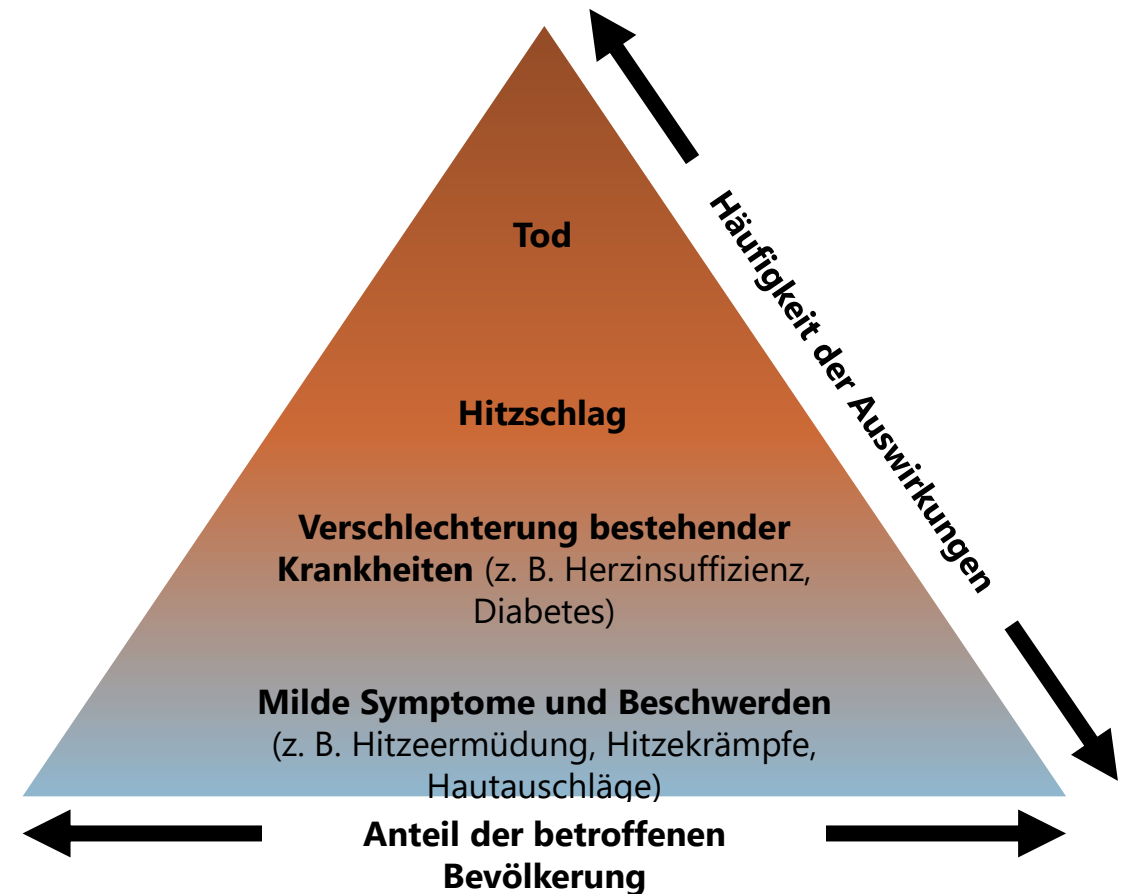 Tod
Häufigkeit der Auswirkungen
Hitzschlag
Verschlechterung bestehender
Krankheiten (z. B. Herzinsuffizienz,
Diabetes)
Milde Symptome und Beschwerden
(z. B. Hitzeermüdung, Hitzekrämpfe,
Hautauschläge)
Anteil der betroffenen
Bevölkerung